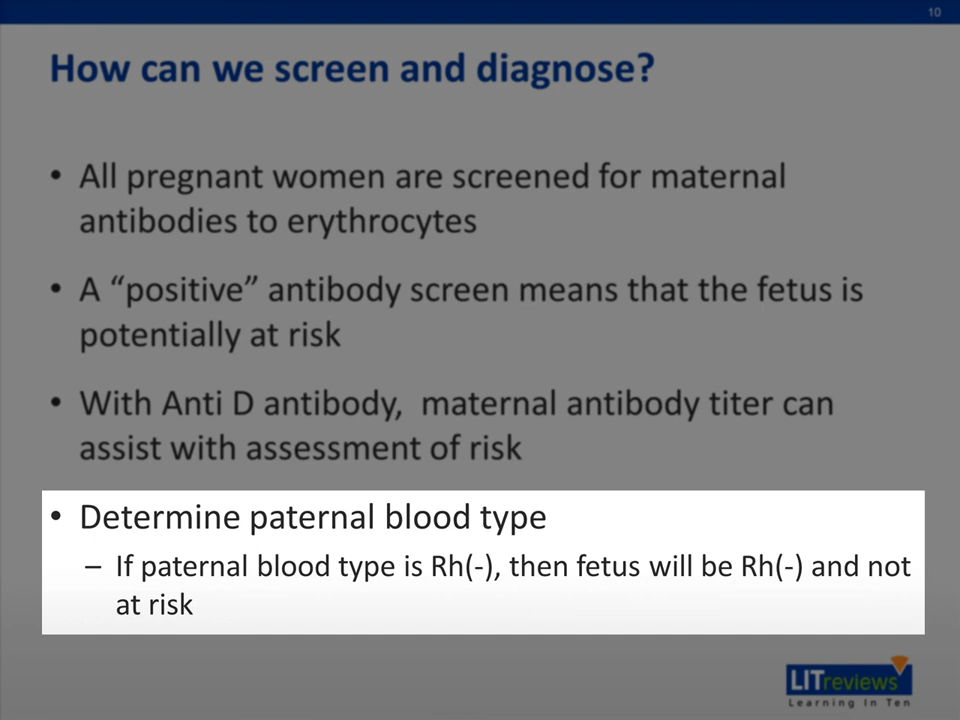 10
How can we screen and diagnose?
• All pregnant women are screened for maternal
antibodies to erythrocytes
• A “positive” antibody screen means that the fetus is
potentially at risk
• With Anti D antibody,  maternal antibody titer can
assist with assessment of risk
• Determine paternal blood type
– If paternal blood type is Rh(-), then fetus will be Rh(-) and not
at risk
LITreviews
Learning In Ten